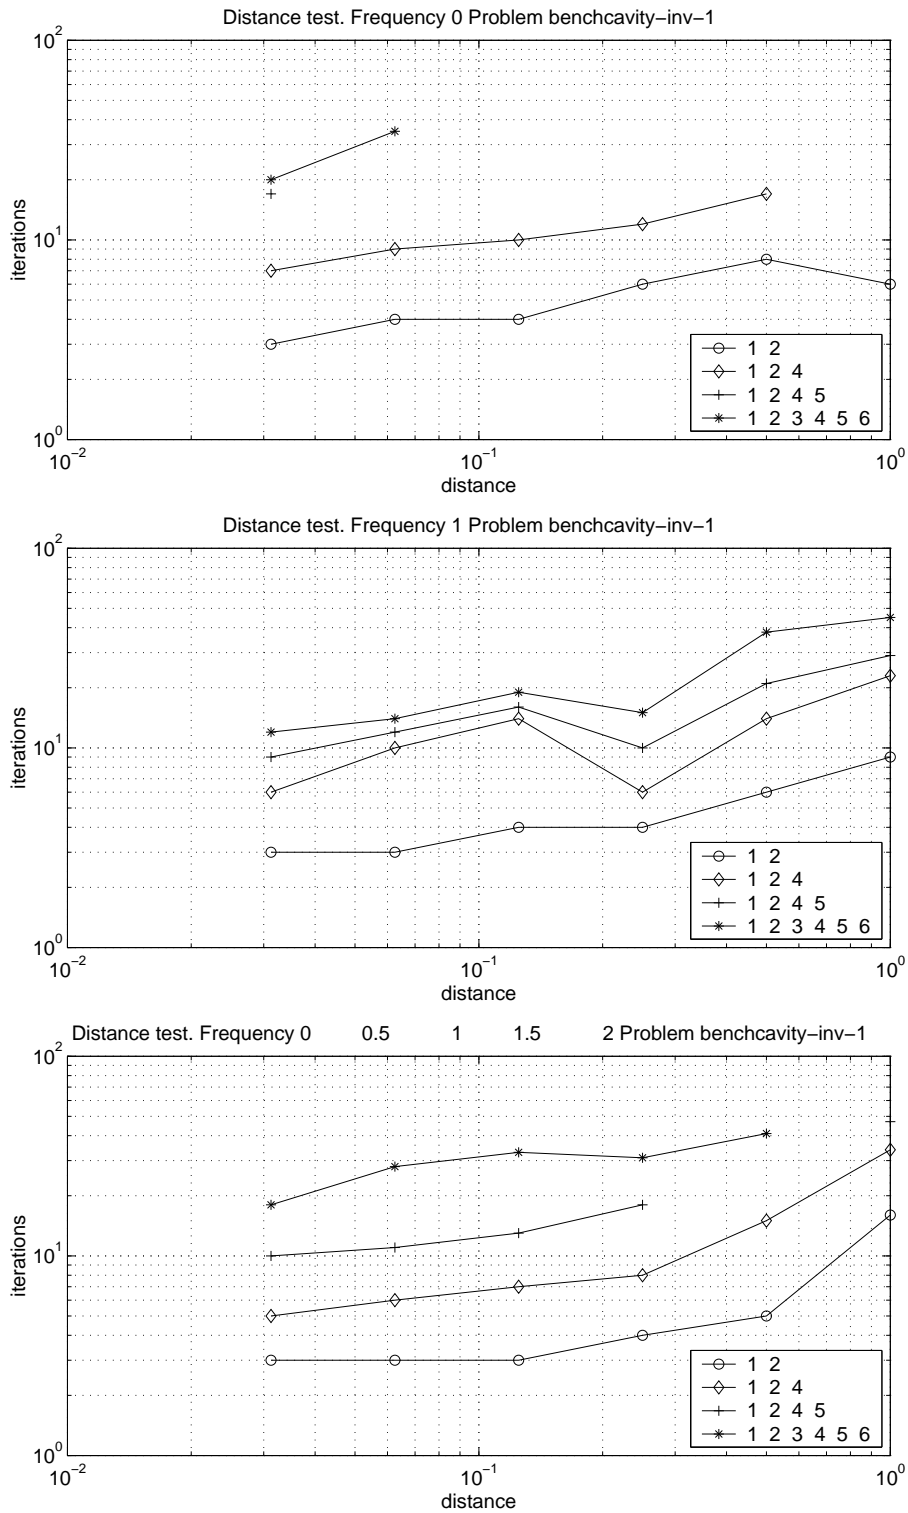 Distance test. Frequency 0 Problem benchcavity−inv−1
10^2
10^1
10^0
iterations
10^−2
10^−1
10^0
distance
1 2
1 2 4
1 2 4 5
1 2 3 4 5 6
Distance test. Frequency 1 Problem benchcavity−inv−1
10^2
10^1
10^0
iterations
10^−2
10^−1
10^0
distance
1 2
1 2 4
1 2 4 5
1 2 3 4 5 6
Distance test. Frequency 0 0.5 1 1.5 2 Problem benchcavity−inv−1
10^2
10^1
10^0
iterations
10^−2
10^−1
10^0
distance
1 2
1 2 4
1 2 4 5
1 2 3 4 5 6